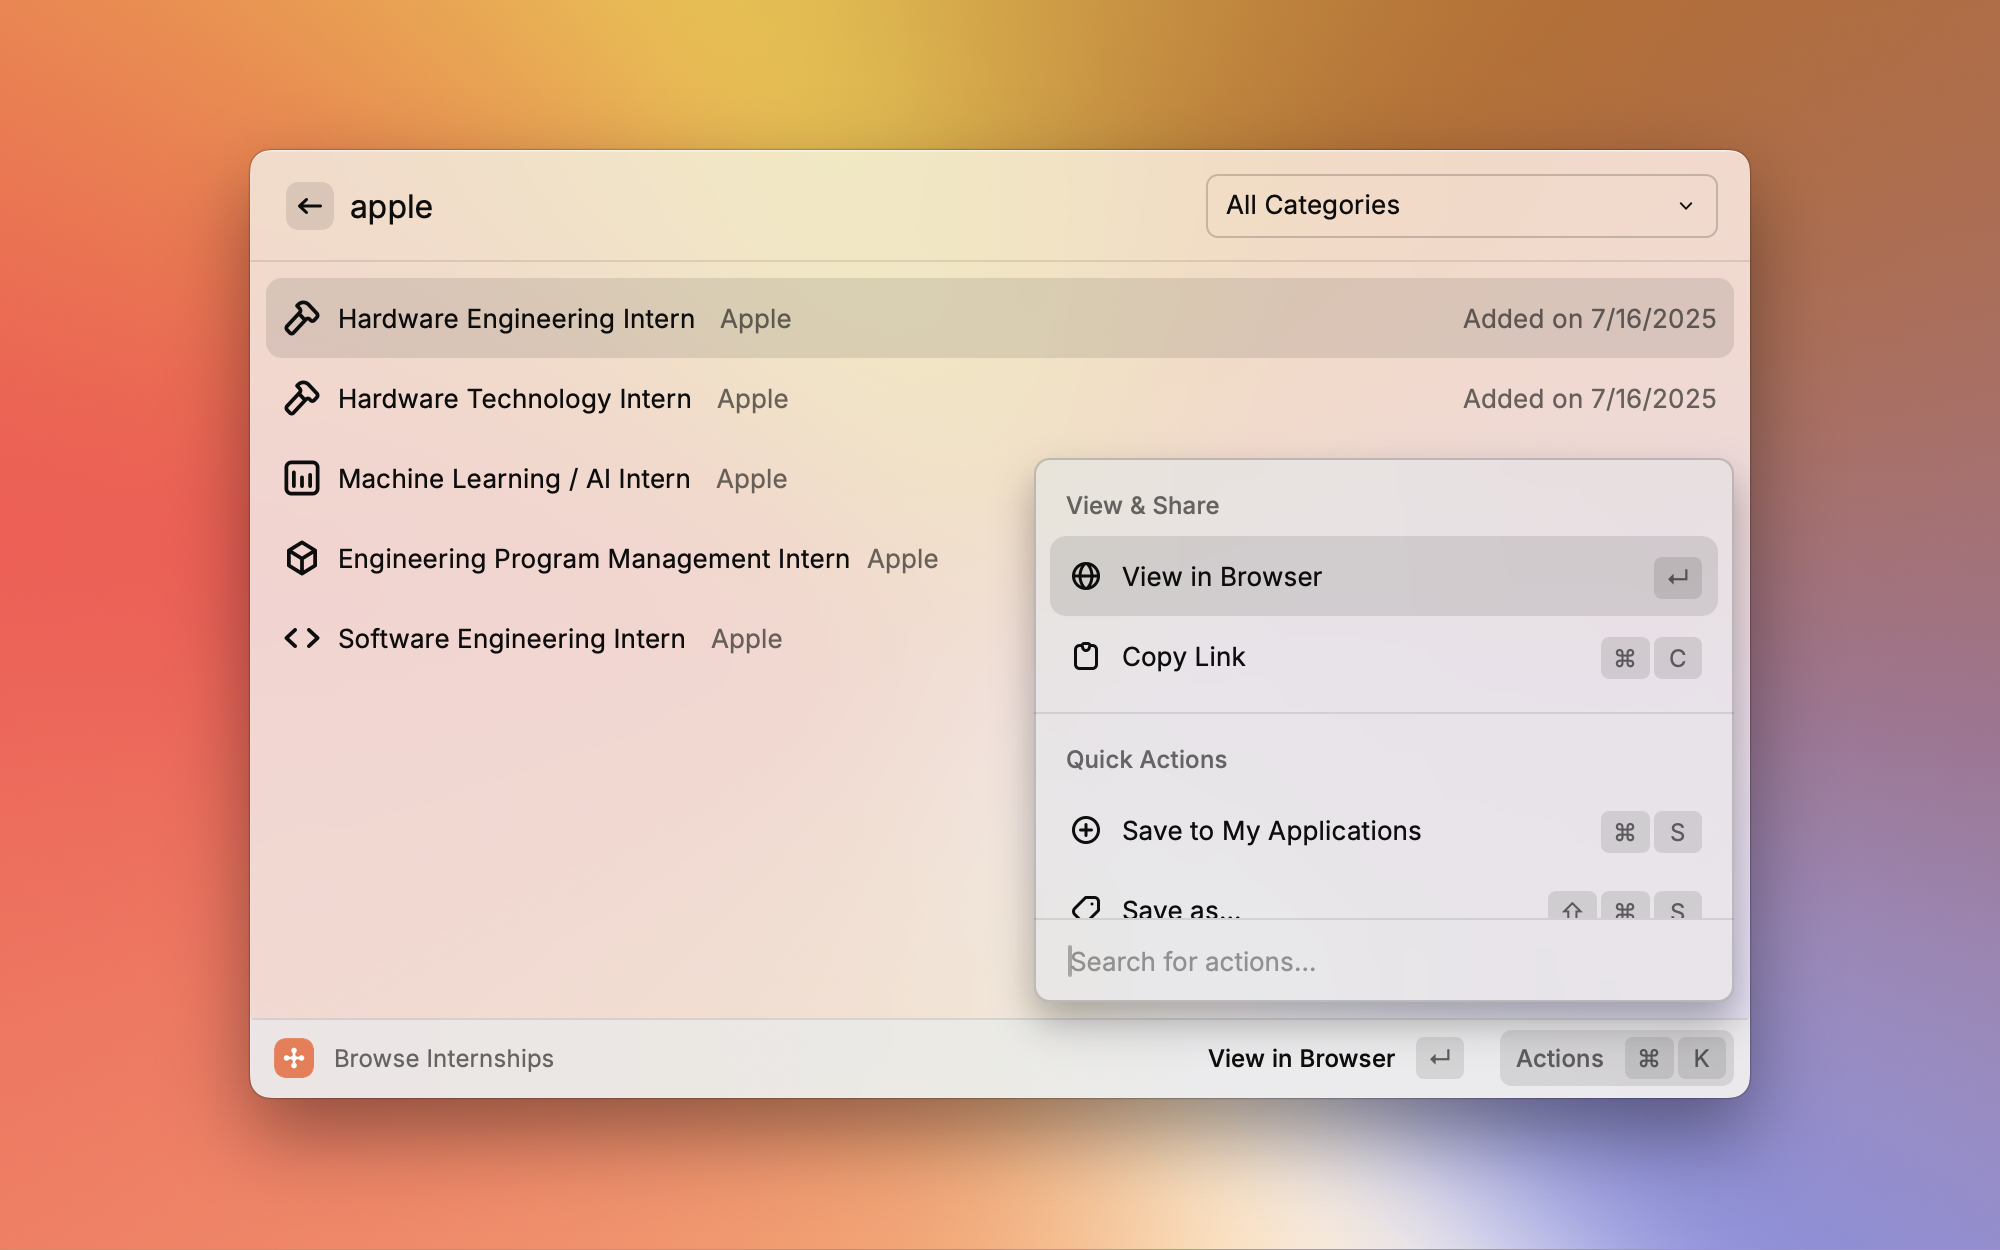 apple
All Categories
Hardware Engineering Intern Apple Added on 7/16/2025
Hardware Technology Intern Apple Added on 7/16/2025
Machine Learning / AI Intern Apple
Engineering Program Management Intern Apple
Software Engineering Intern Apple
View & Share
View in Browser ↵
Copy Link ⌘ C
Quick Actions
Save to My Applications ⌘ S
Save as... ⇧ ⌘ S
Search for actions...
Browse Internships
View in Browser ↵
Actions ⌘ K